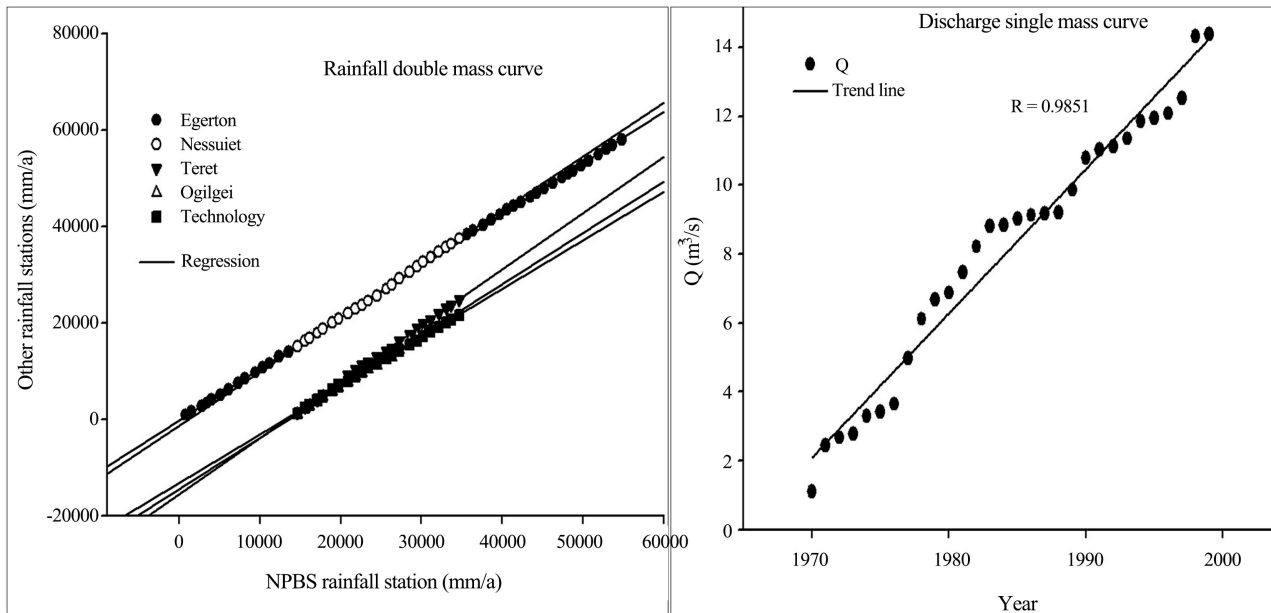 Rainfall double mass curve
80000
60000
40000
20000
0
-20000
Other rainfall stations (mm/a)
Egerton
Nessuiet
Teret
Ogilgei
Technology
Regression
0 10000 20000 30000 40000 50000 60000
NPBS rainfall station (mm/a)
Discharge single mass curve
14
12
10
8
6
4
2
0
Q (m³/s)
Q
Trend line
R = 0.9851
1970 1980 1990 2000
Year